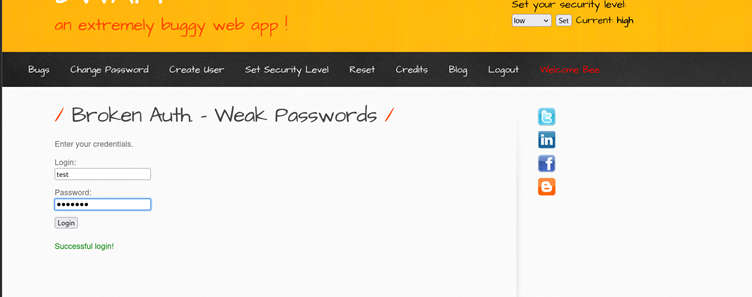 an extremely buggy web app !
Set your security level:
low Set Current: high
Bugs Change Password Create User Set Security Level Reset Credits Blog Logout Welcome Bee
/ Broken Auth. - Weak Passwords /
Enter your credentials.
Login:
test
Password:
●●●●●●●
Login
Successful login!